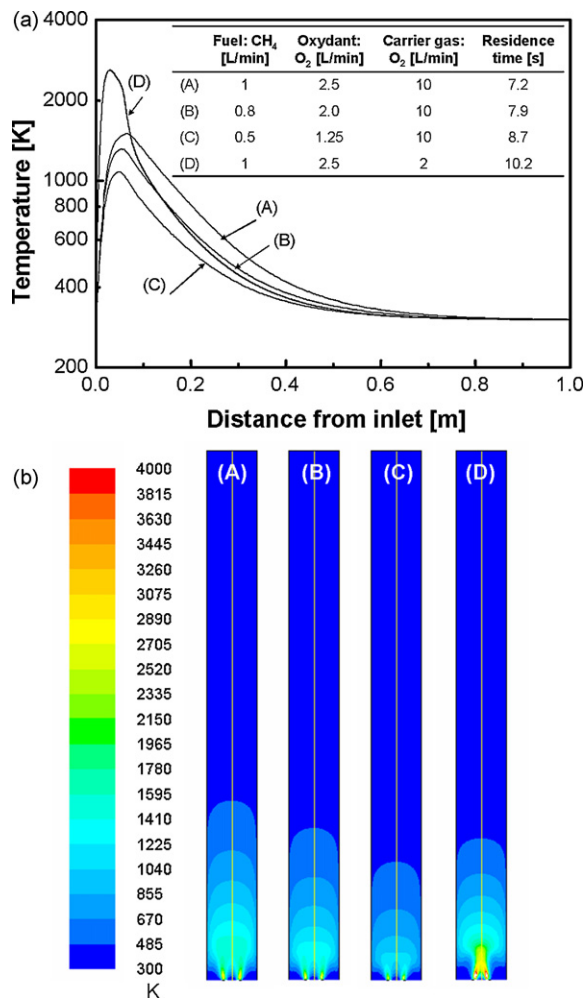 (a)
4000
2000
1000
800
600
400
200
Temperature [K]
0.0 0.2 0.4 0.6 0.8 1.0
Distance from inlet [m]
Fuel: CH₄ [L/min] Oxydant: O₂ [L/min] Carrier gas: O₂ [L/min] Residence time [s]
(A) 1 2.5 10 7.2
(B) 0.8 2.0 10 7.9
(C) 0.5 1.25 10 8.7
(D) 1 2.5 2 10.2
(D)
(A)
(B)
(C)
(b)
4000
3815
3630
3445
3260
3075
2890
2705
2520
2335
2150
1965
1780
1595
1410
1225
1040
855
670
485
300
K
(A) (B) (C) (D)